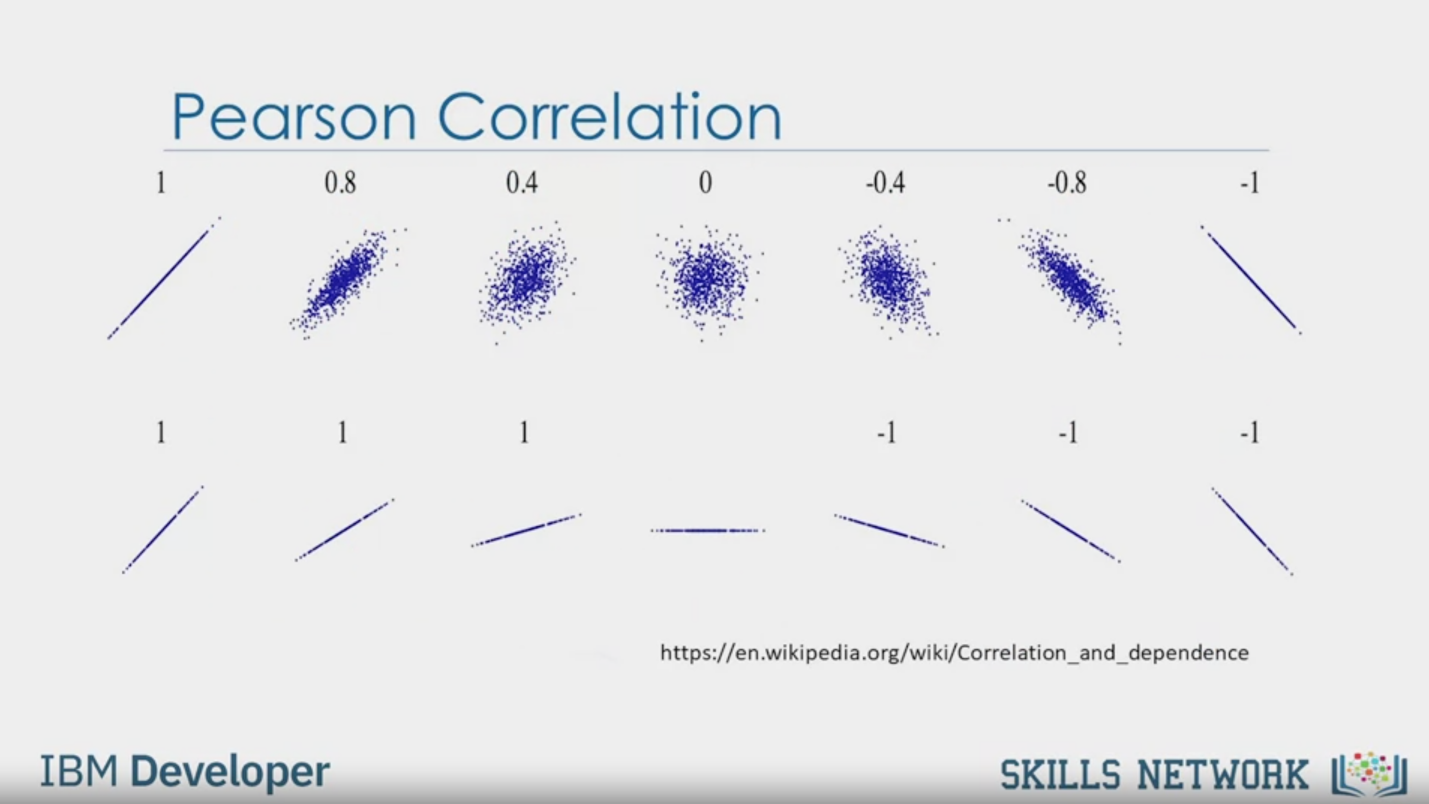 Pearson Correlation
1 0.8 0.4 0 -0.4 -0.8 -1
1 1 1 -1 -1 -1
https://en.wikipedia.org/wiki/Correlation_and_dependence
IBM Developer
SKILLS NETWORK